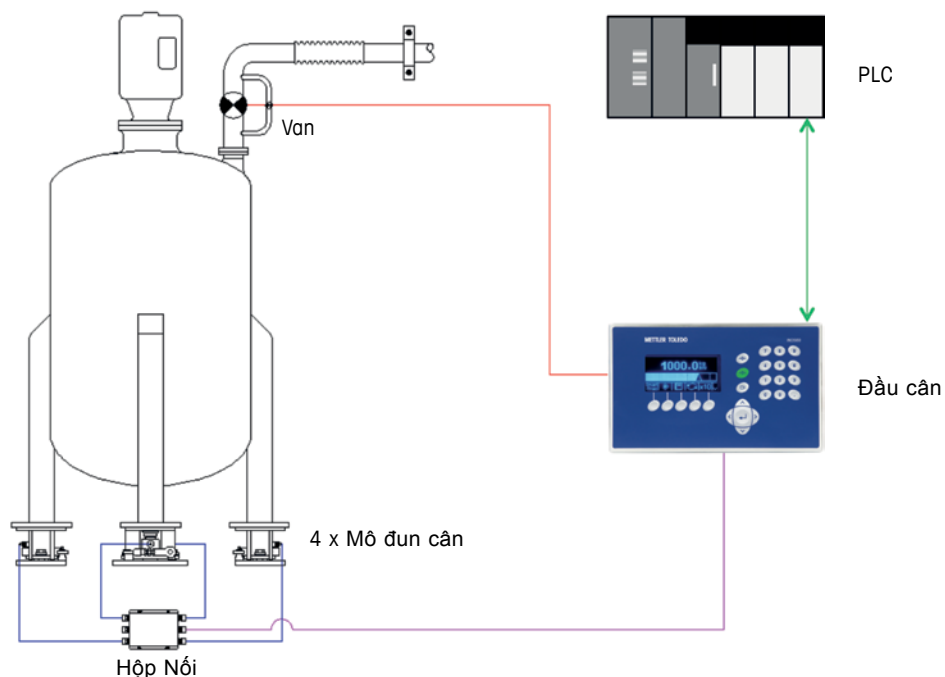 PLC
Van
METTLER TOLEDO
1000.0
Đầu cân
4 x Mô đun cân
Hộp Nối